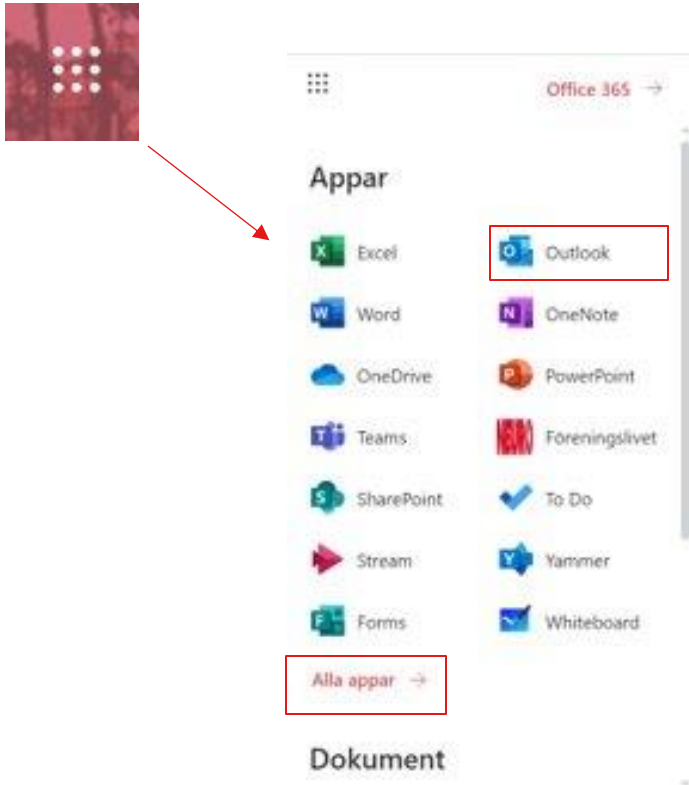 Office 365 →
Appar
Excel
Outlook
Word
OneNote
OneDrive
PowerPoint
Teams
Föreningslivet
SharePoint
To Do
Stream
Yammer
Forms
Whiteboard
Alla appar →
Dokument